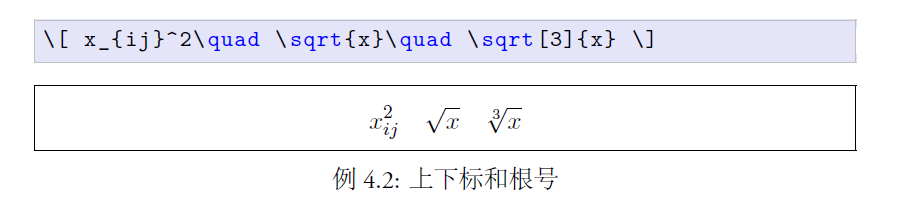 \[ x_{ij}^2\quad \sqrt{x}\quad \sqrt[3]{x} \]
x_{ij}^2 √x ∛x
例 4.2: 上下标和根号